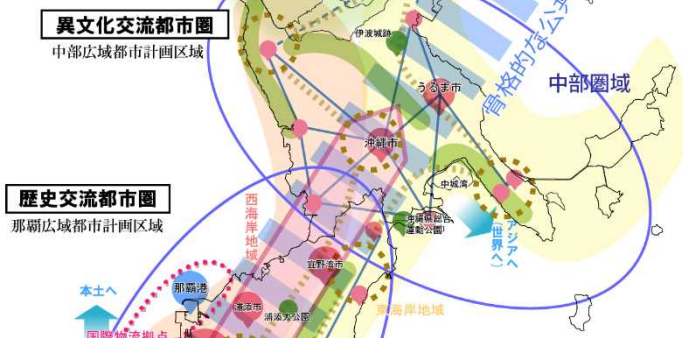 異文化交流都市圏
中部広域都市計画区域
伊波城跡
うるま市
骨格的な公
中部圏域
沖縄市
中城湾
歴史交流都市圏
那覇広域都市計画区域
西海岸地域
沖縄県総合
運動公園
アジアへ
(世界へ)
宜野湾市
本土へ
那覇港
浦添市
浦添大公園
東海岸地域
国際物流拠点